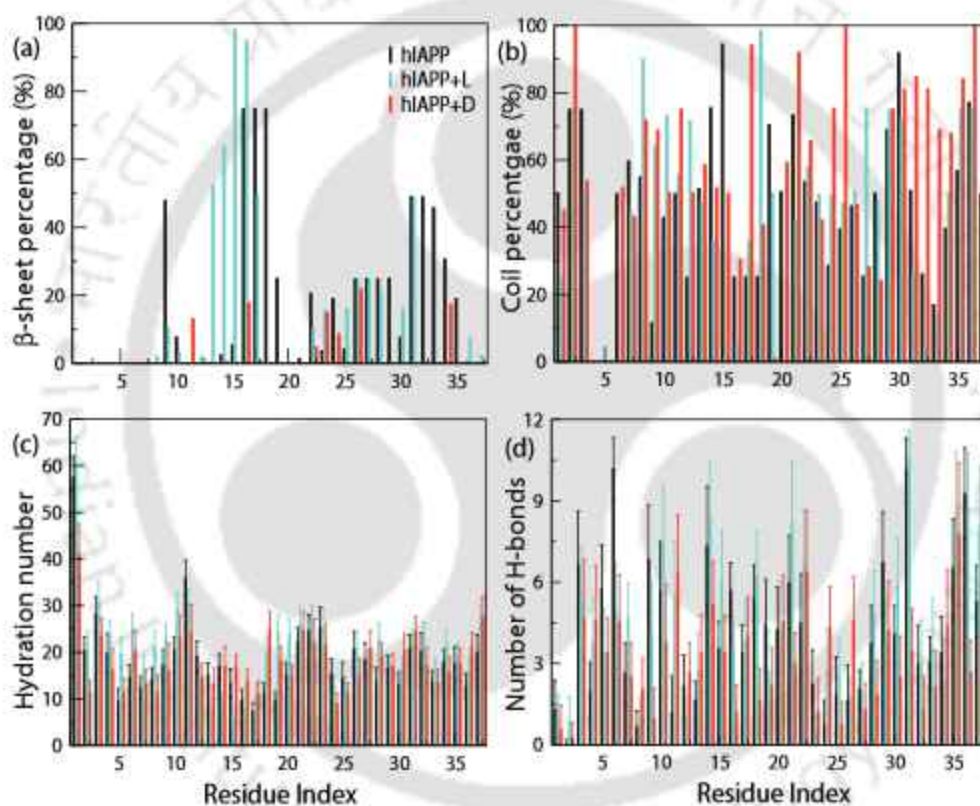 (a)
β-sheet percentage (%)
100
80
60
40
20
0
hIAPP
hIAPP+L
hIAPP+D
5 10 15 20 25 30 35
(b)
Coil percentgae (%)
100
80
60
40
20
0
5 10 15 20 25 30 35
(c)
Hydration number
70
60
50
40
30
20
10
0
5 10 15 20 25 30 35
Residue Index
(d)
Number of H-bonds
12
9
6
3
0
5 10 15 20 25 30 35
Residue Index